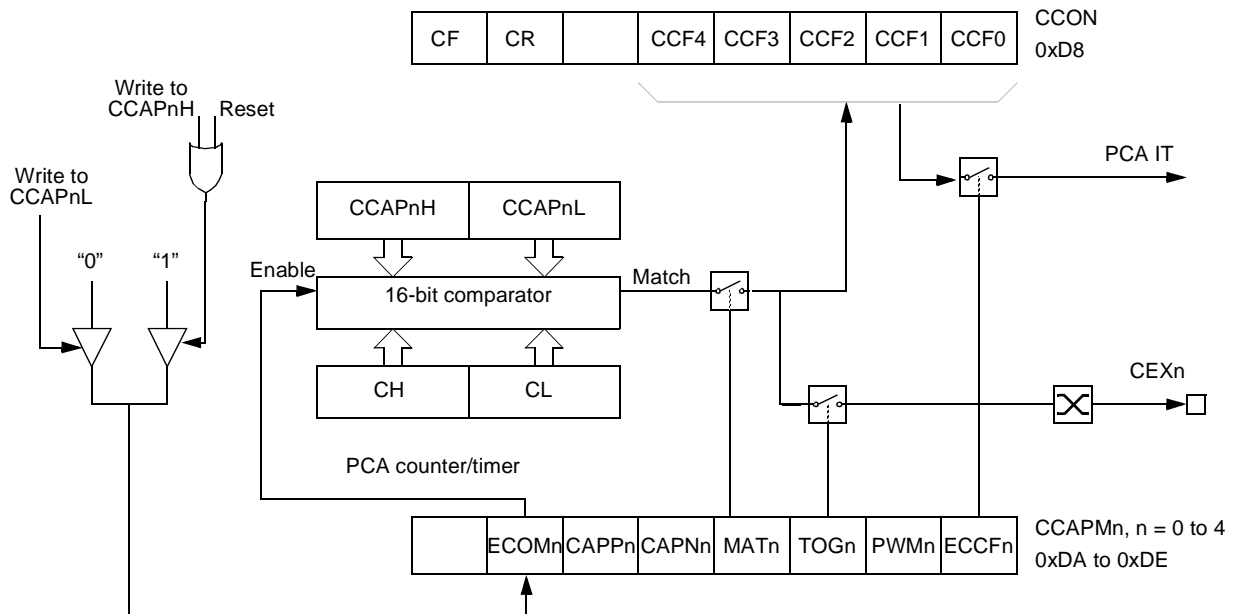 CF CR CCF4 CCF3 CCF2 CCF1 CCF0
CCON
0xD8
Write to
CCAPnH Reset
Write to
CCAPnL
PCA IT
CCAPnH CCAPnL
“0” “1”
Enable
16-bit comparator
Match
CH CL
CEXn
PCA counter/timer
ECOMn CAPPn CAPNn MATn TOGn PWMn ECCFn
CCAPMn, n = 0 to 4
0xDA to 0xDE